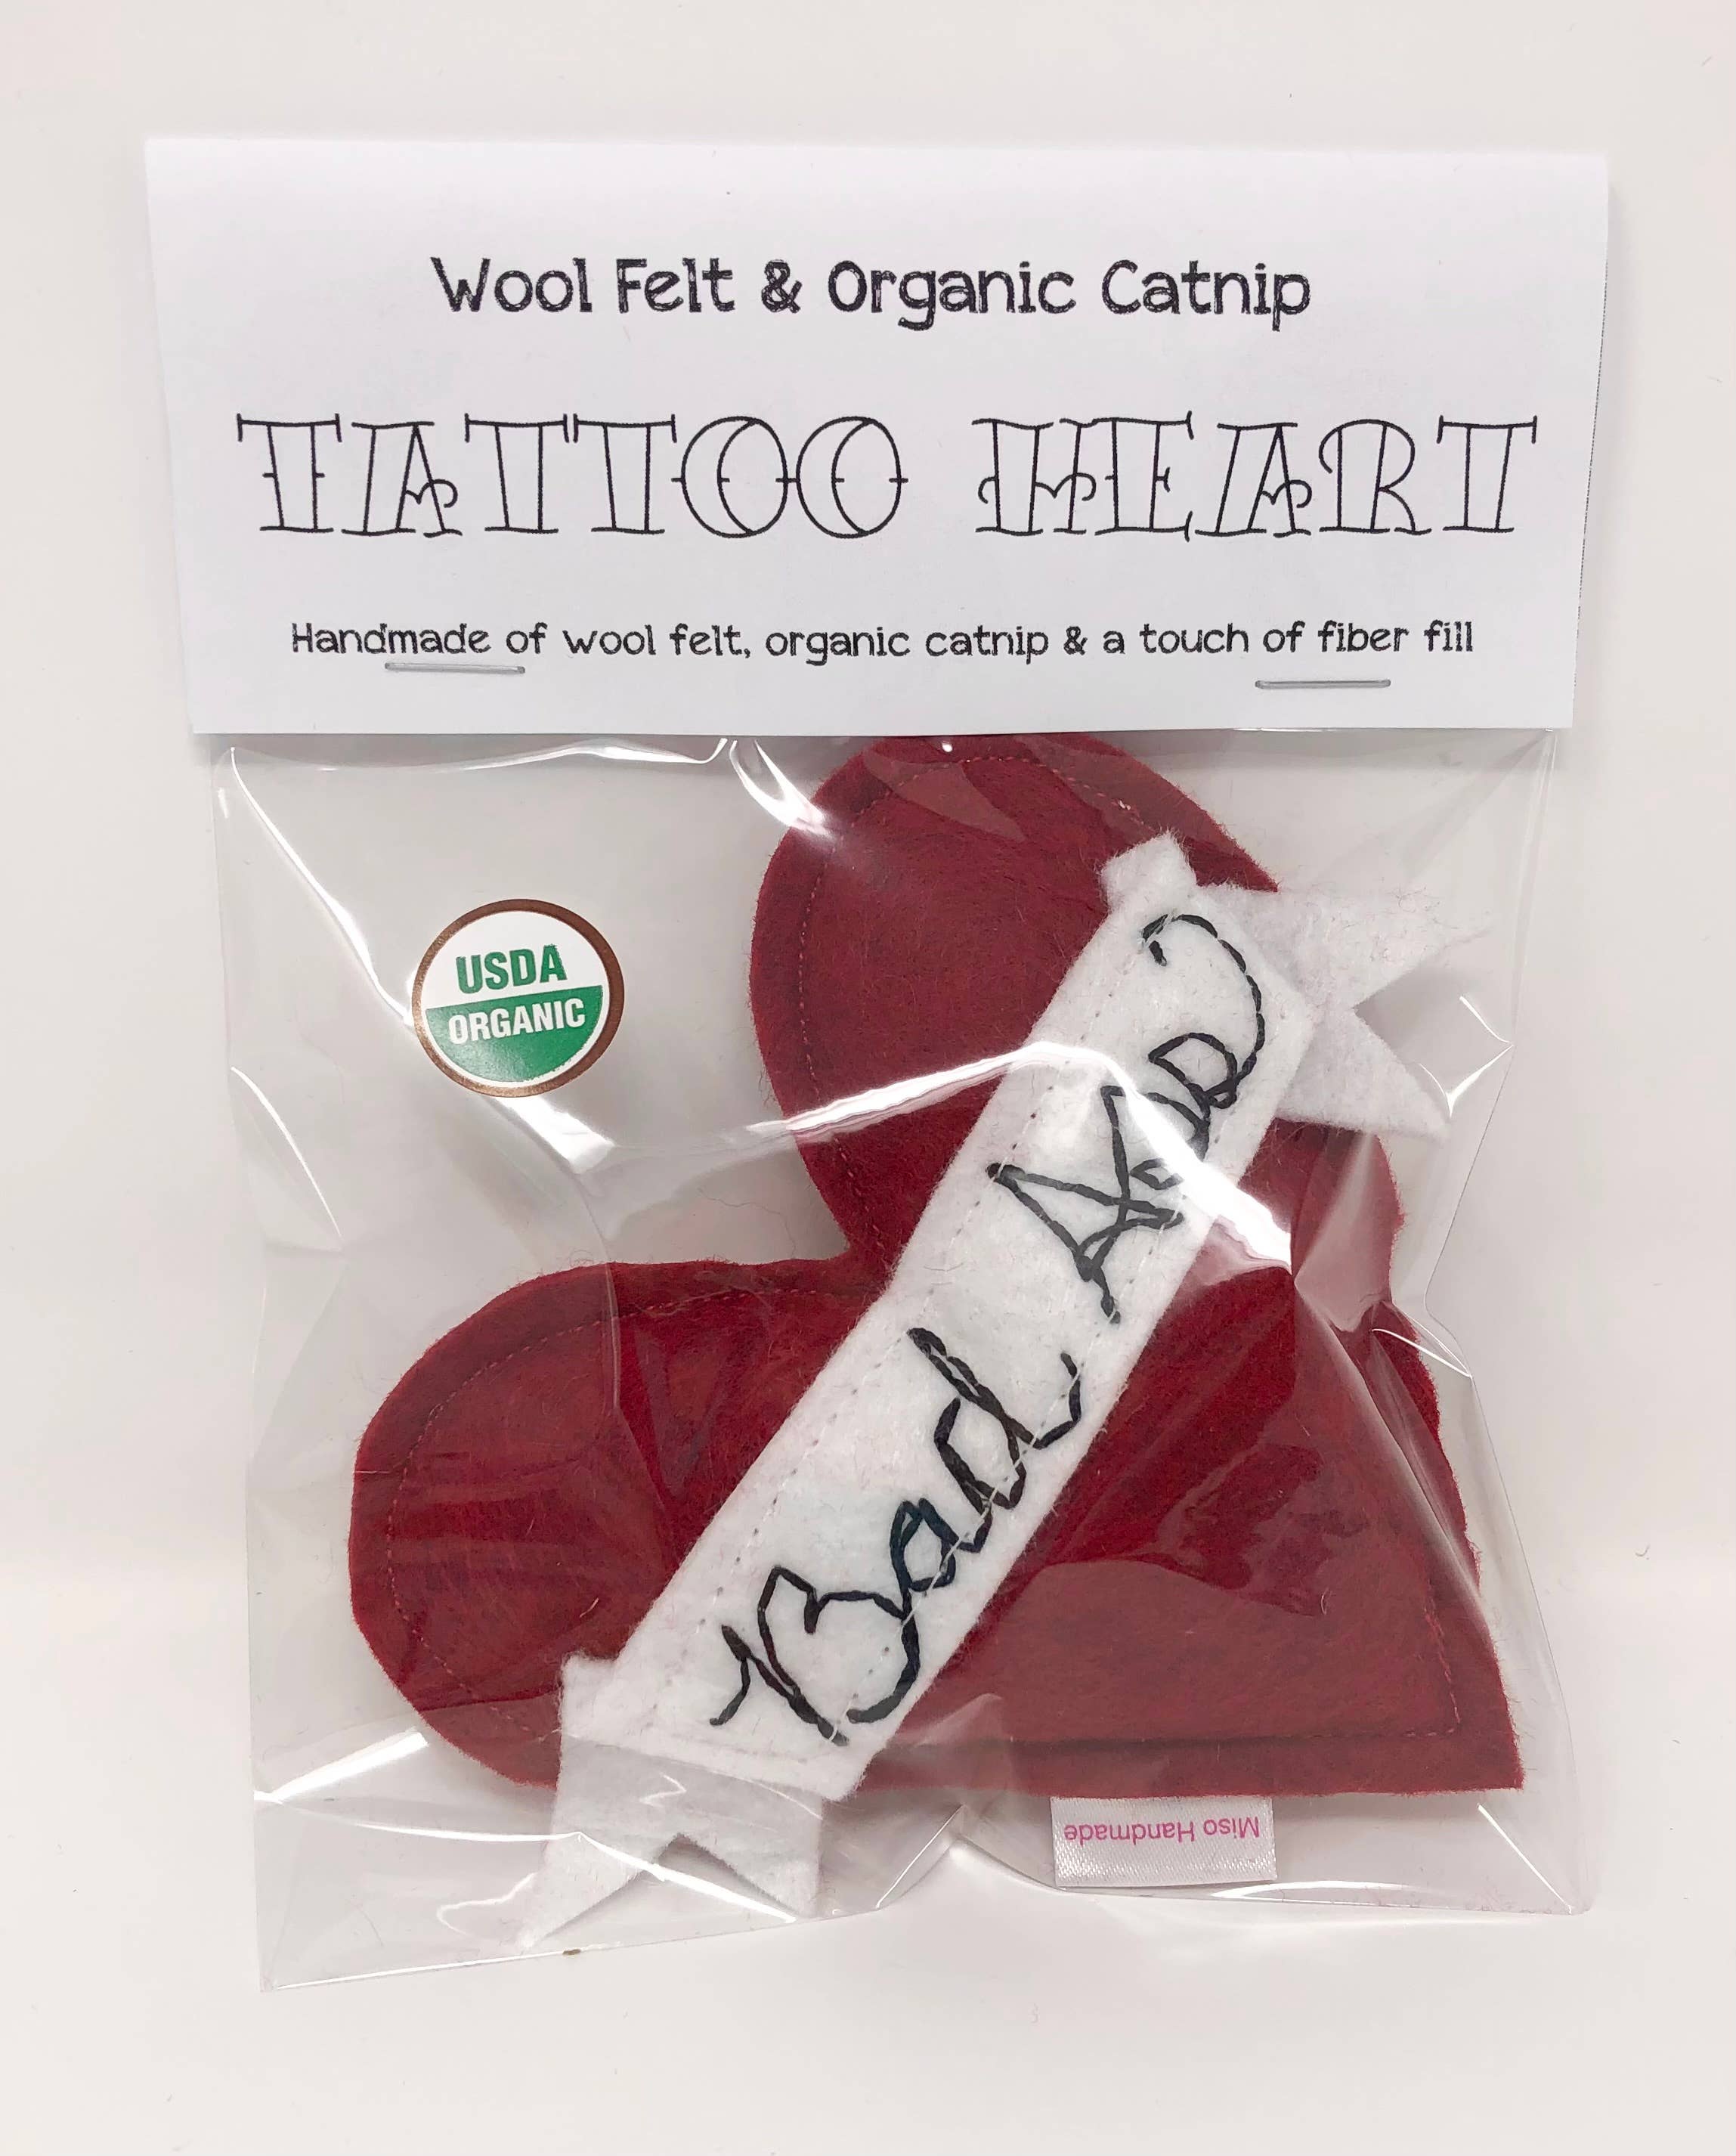 Wool Felt & Organic Catnip
TATTOO HEART
Handmade of wool felt, organic catnip & a touch of fiber fill
USDA
ORGANIC
Bad Ass
Miso Handmade